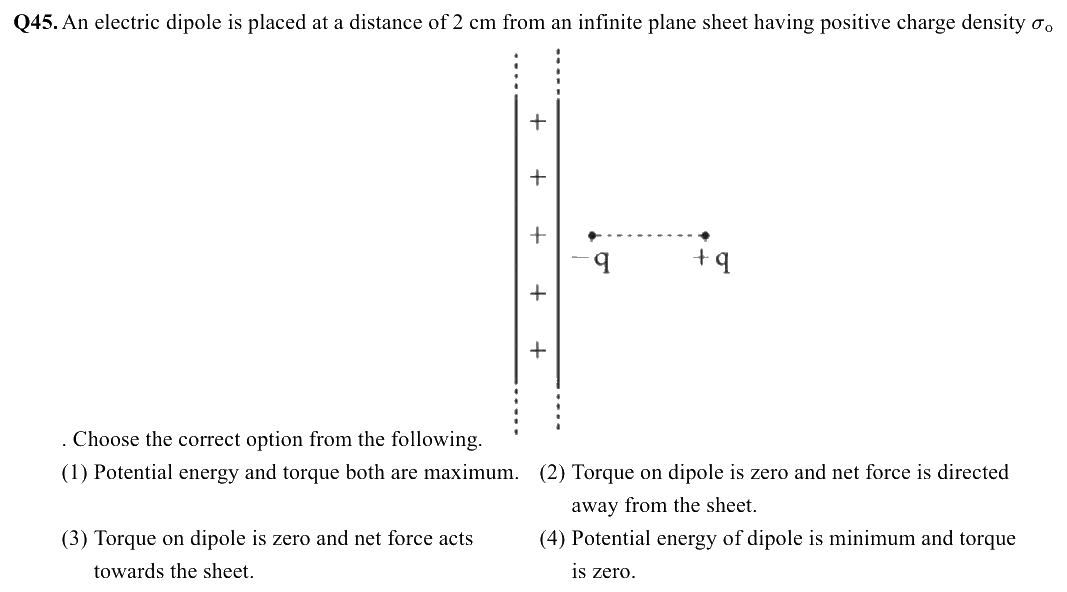 Q45. An electric dipole is placed at a distance of 2 cm from an infinite plane sheet having positive charge density σₒ
+
+
+
-q +q
+
+
. Choose the correct option from the following.
(1) Potential energy and torque both are maximum. (2) Torque on dipole is zero and net force is directed
away from the sheet.
(3) Torque on dipole is zero and net force acts (4) Potential energy of dipole is minimum and torque
towards the sheet. is zero.